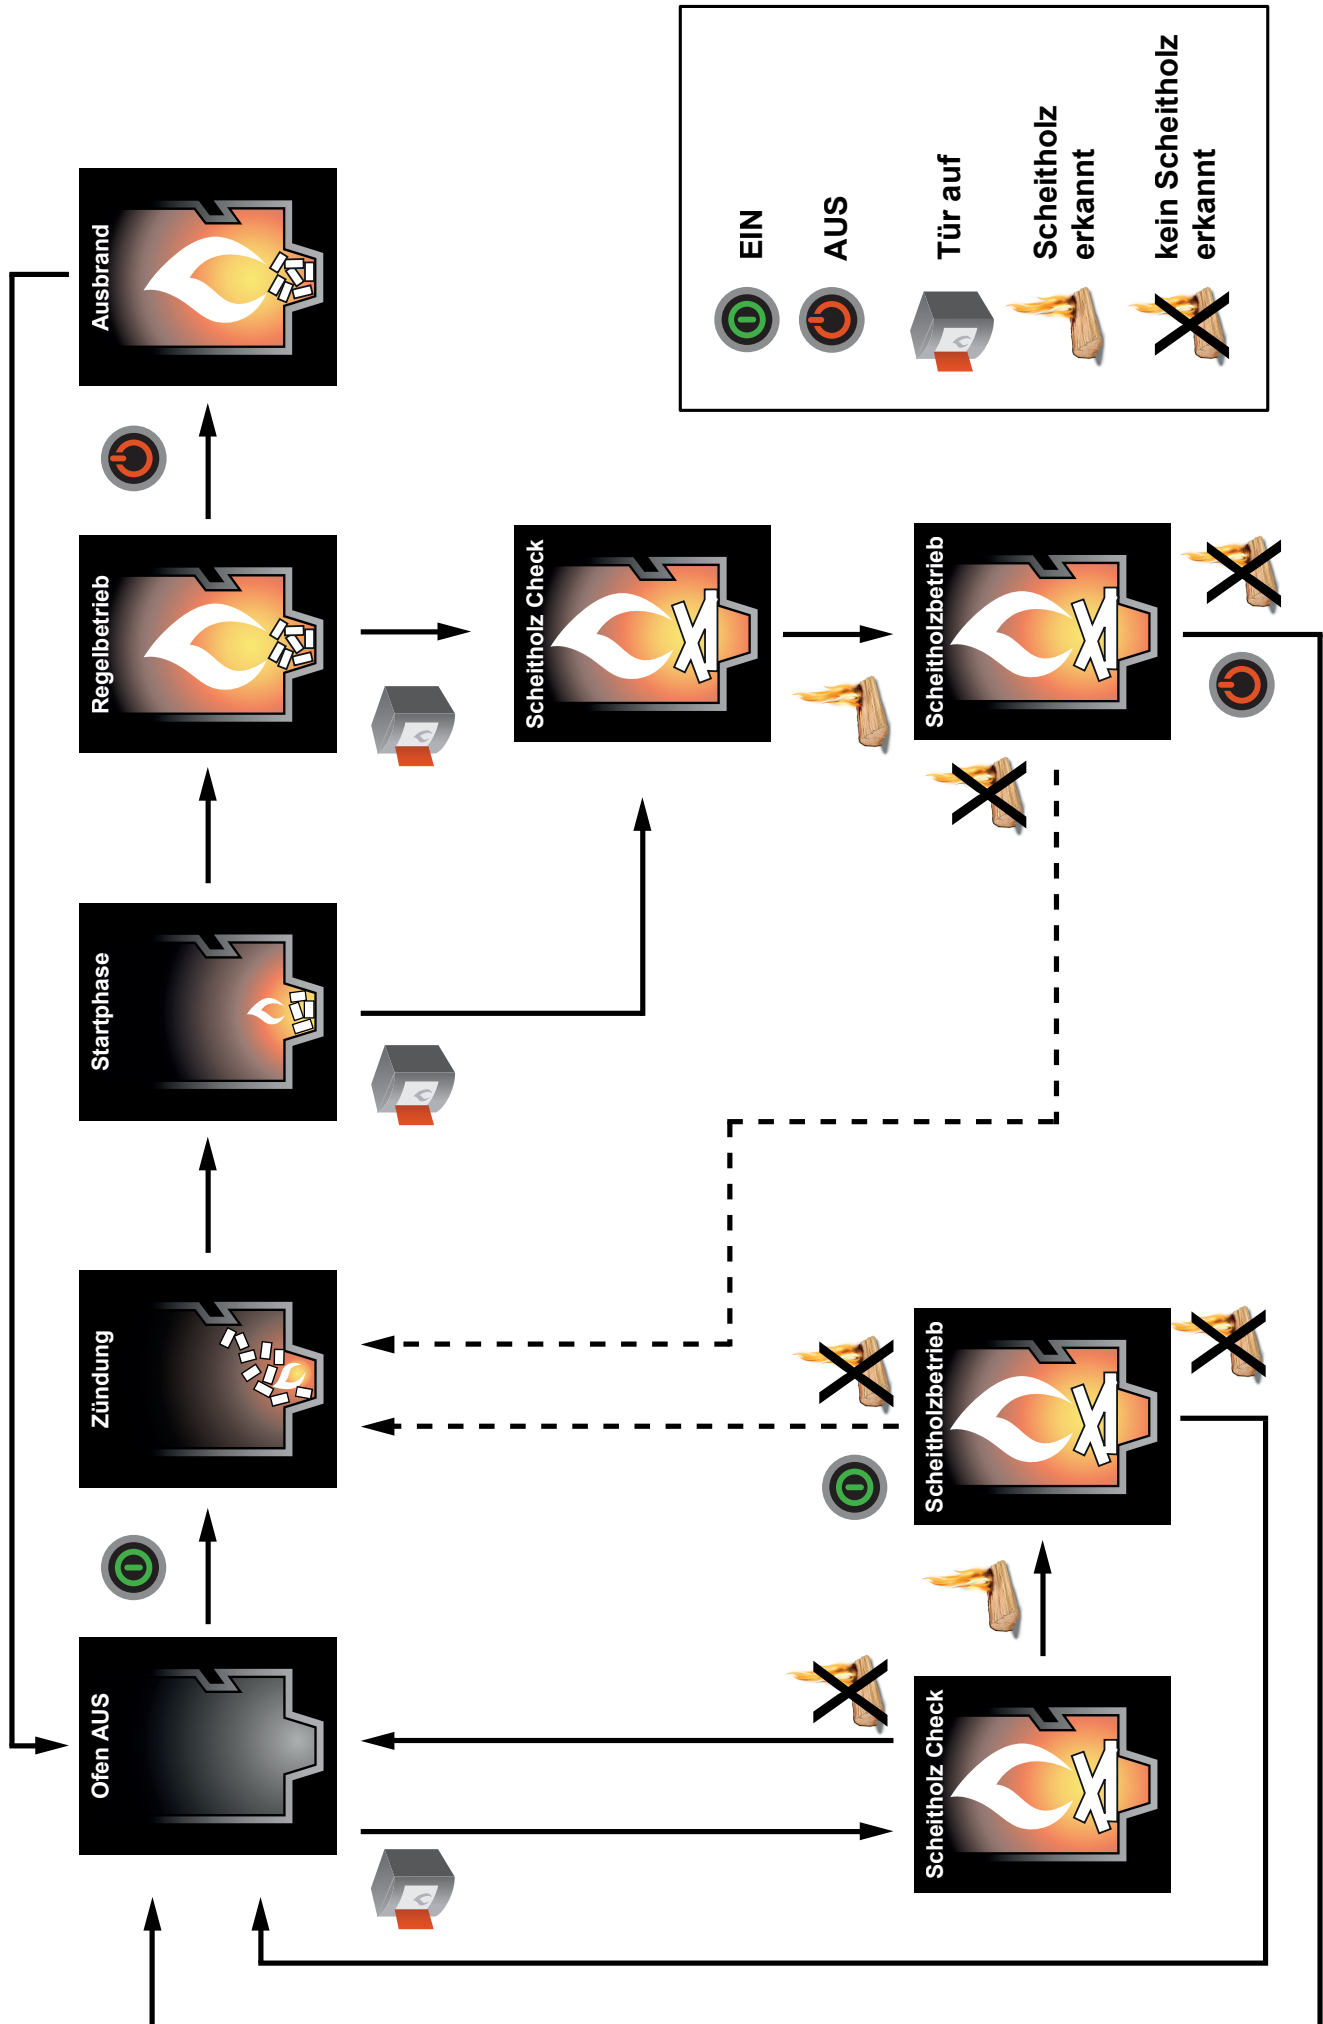 Ofen AUS
Zündung
Startphase
Regelbetrieb
Ausbrand
Scheitholz Check
Scheitholzbetrieb
Scheitholz Check
Scheitholzbetrieb
EIN
AUS
Tür auf
Scheitholz
erkannt
kein Scheitholz
erkannt